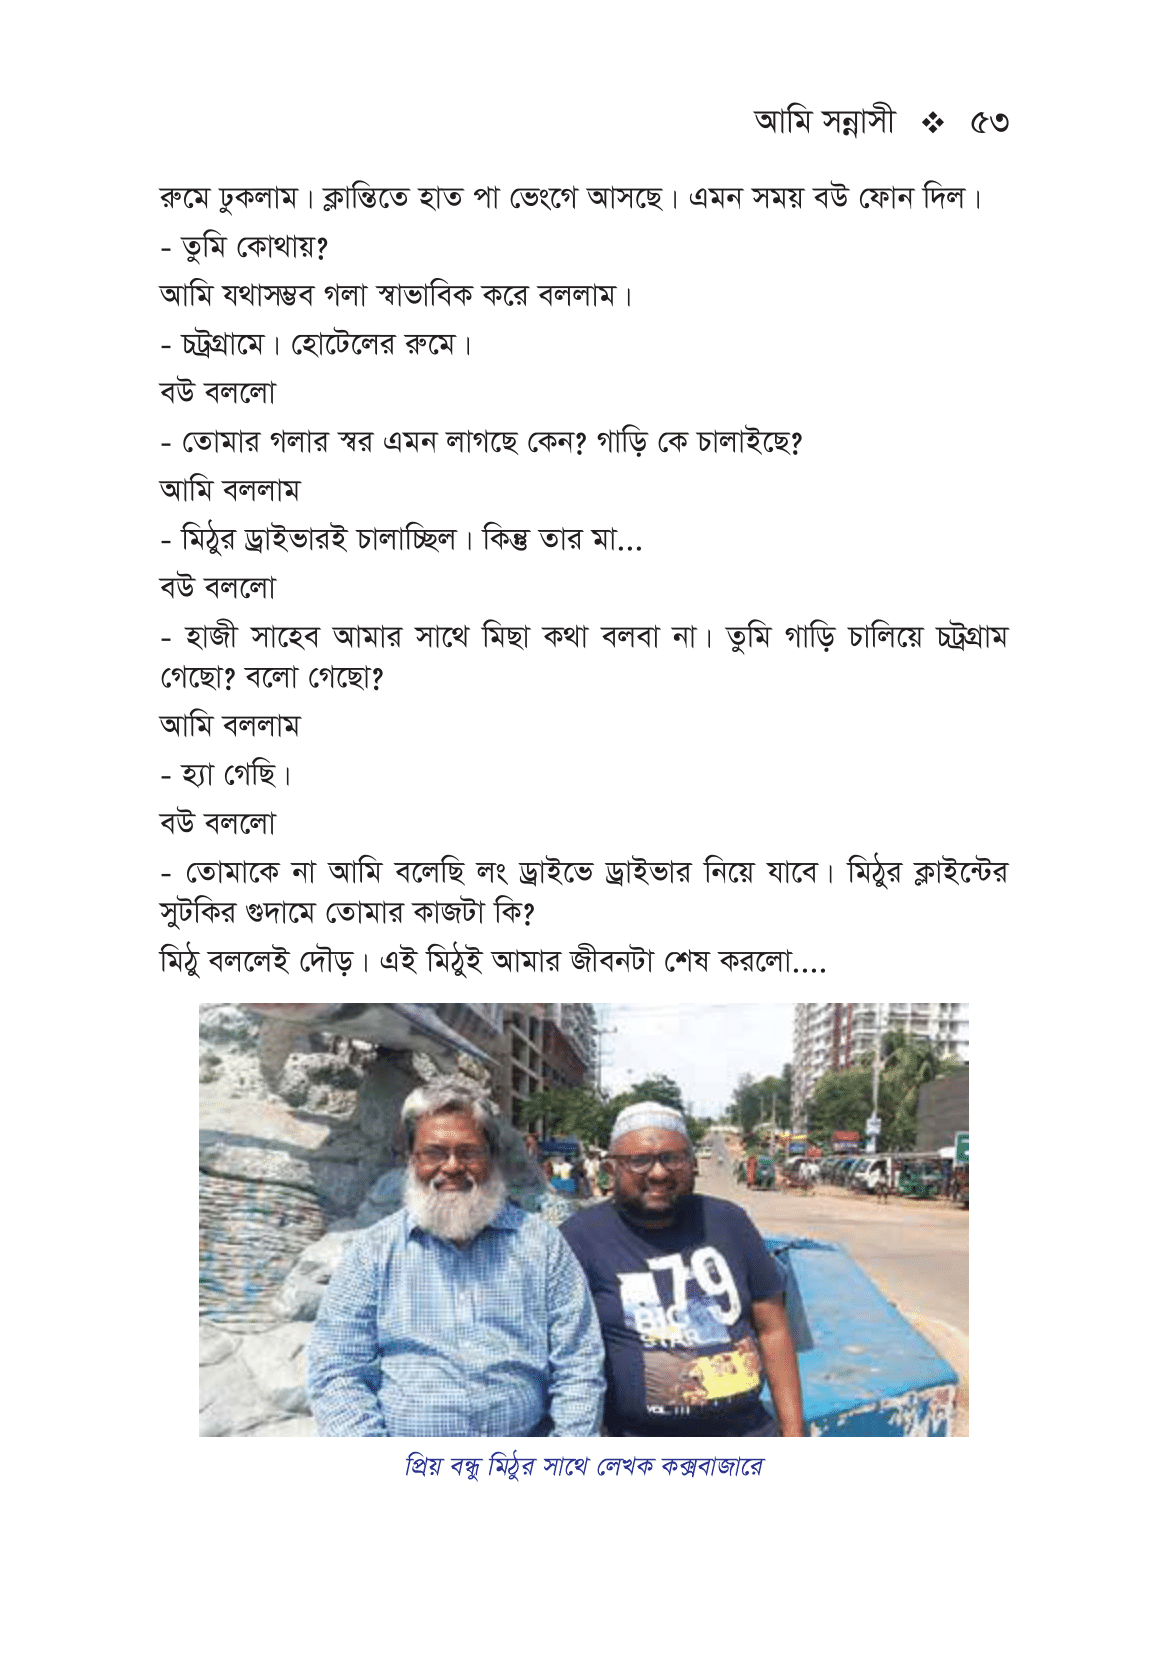 আমি সন্নাসী ❖ ৫৩
রুমে ঢুকলাম। ক্লান্তিতে হাত পা ভেংগে আসছে। এমন সময় বউ ফোন দিল।
- তুমি কোথায়?
আমি যথাসম্ভব গলা স্বাভাবিক করে বললাম।
- চট্রগ্রামে। হোটেলের রুমে।
বউ বললো
- তোমার গলার স্বর এমন লাগছে কেন? গাড়ি কে চালাইছে?
আমি বললাম
- মিঠুর ড্রাইভারই চালাচ্ছিল। কিন্তু তার মা...
বউ বললো
- হাজী সাহেব আমার সাথে মিছা কথা বলবা না। তুমি গাড়ি চালিয়ে চট্রগ্রাম
গেছো? বলো গেছো?
আমি বললাম
- হ্যা গেছি।
বউ বললো
- তোমাকে না আমি বলেছি লং ড্রাইভে ড্রাইভার নিয়ে যাবে। মিঠুর ক্লাইন্টের
সুটকির গুদামে তোমার কাজটা কি?
মিঠু বললেই দৌড়। এই মিঠুই আমার জীবনটা শেষ করলো....
79
BIG
STAR
VOL. III
প্রিয় বন্ধু মিঠুর সাথে লেখক কক্সবাজারে